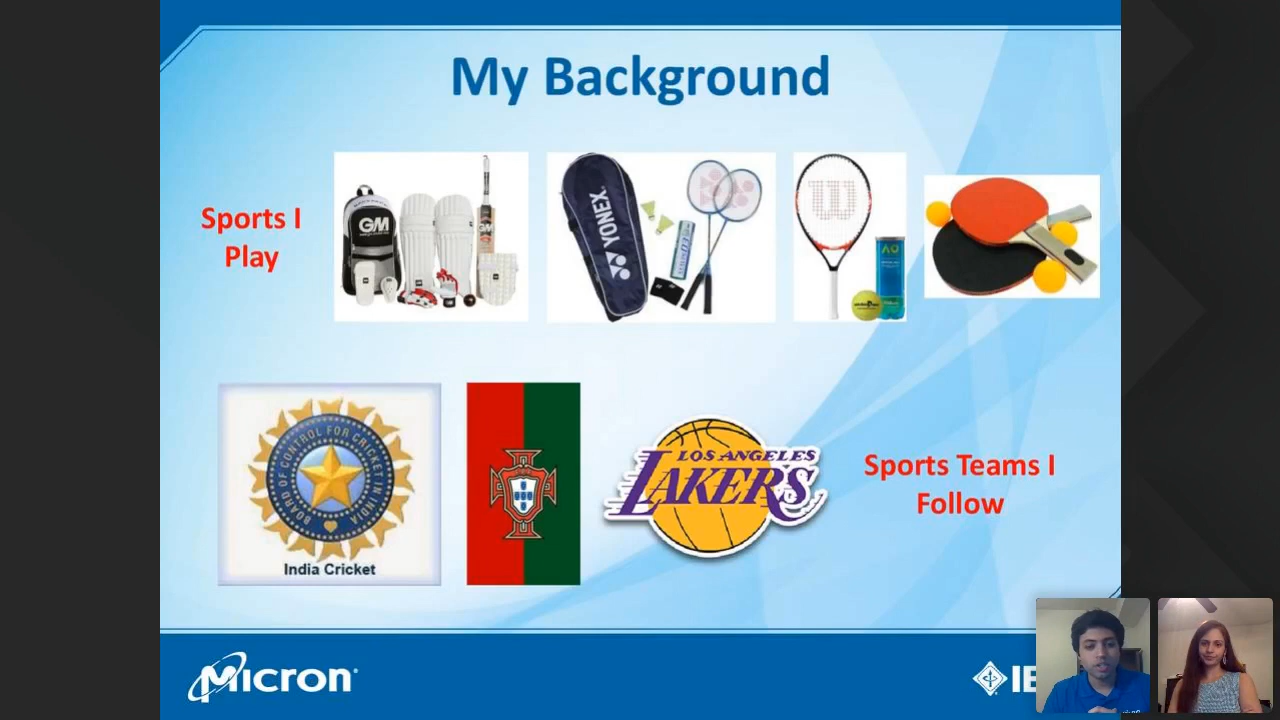 My Background
Sports I
Play
GM
YONEX
W
AO
BOARD OF CONTROL FOR CRICKET IN INDIA
India Cricket
LOS ANGELES
LAKERS
Sports Teams I
Follow
Micron